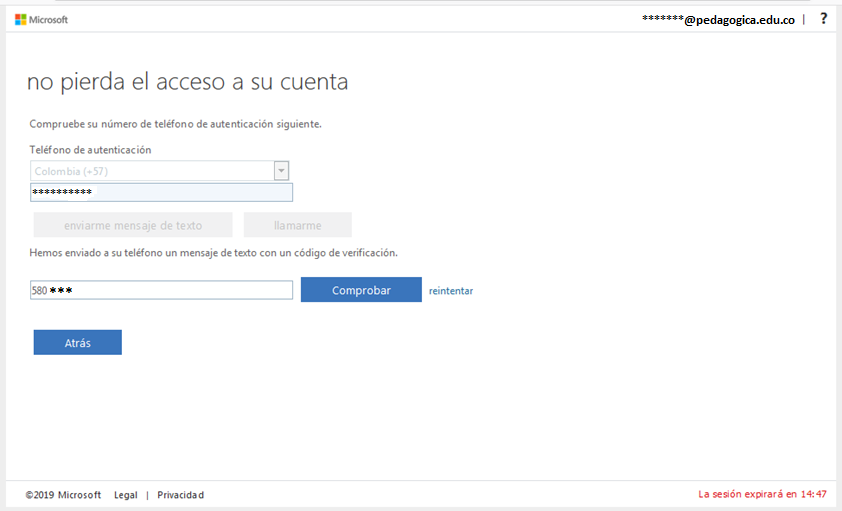 Microsoft
*******@pedagogica.edu.co | ?
no pierda el acceso a su cuenta
Compruebe su número de teléfono de autenticación siguiente.
Teléfono de autenticación
Colombia (+57)
**********
enviarme mensaje de texto llamarme
Hemos enviado a su teléfono un mensaje de texto con un código de verificación.
580 *** Comprobar reintentar
Atrás
©2019 Microsoft Legal | Privacidad La sesión expirará en 14:47